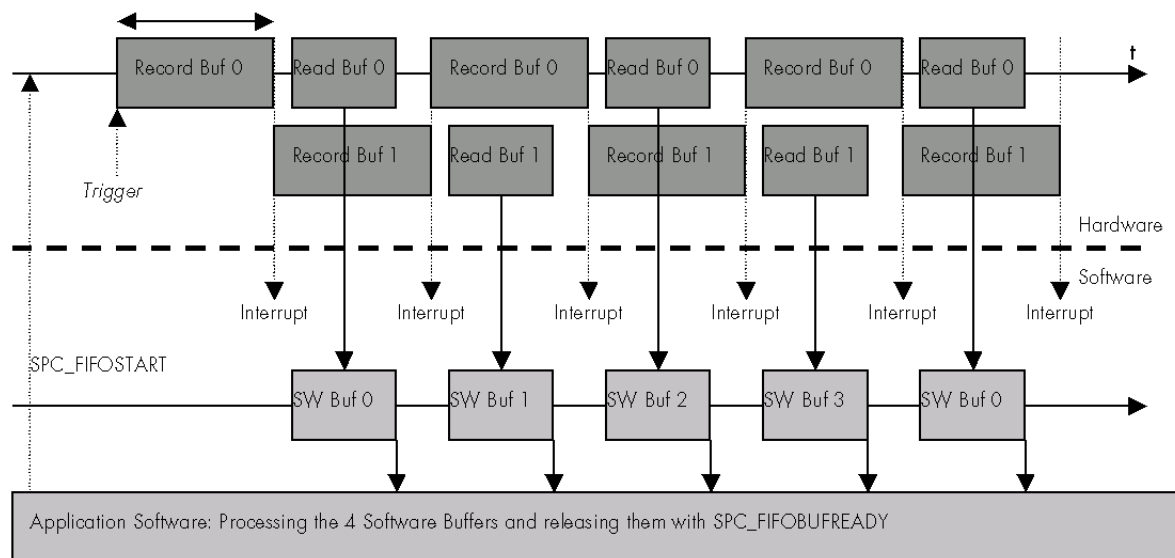 Record Buf 0 Read Buf 0 Record Buf 0 Read Buf 0 Record Buf 0 Read Buf 0 t
Record Buf 1 Read Buf 1 Record Buf 1 Read Buf 1 Record Buf 1
Trigger
Hardware
Software
Interrupt Interrupt Interrupt Interrupt Interrupt Interrupt
SPC_FIFOSTART
SW Buf 0 SW Buf 1 SW Buf 2 SW Buf 3 SW Buf 0
Application Software: Processing the 4 Software Buffers and releasing them with SPC_FIFOBUFREADY